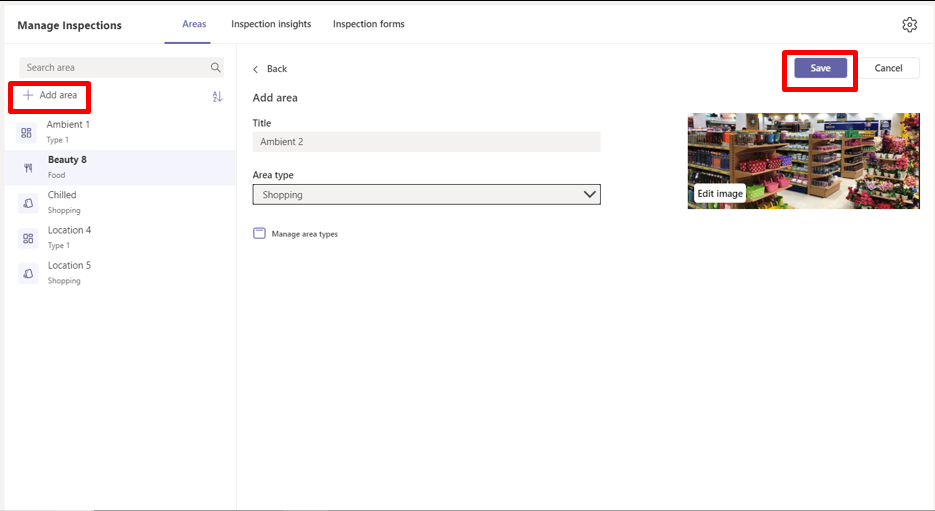 Manage Inspections
Areas
Inspection insights
Inspection forms
Search area
Add area
Ambient 1
Type 1
Beauty 8
Food
Chilled
Shopping
Location 4
Type 1
Location 5
Shopping
Back
Save
Cancel
Add area
Title
Ambient 2
Area type
Shopping
Manage area types
Edit image